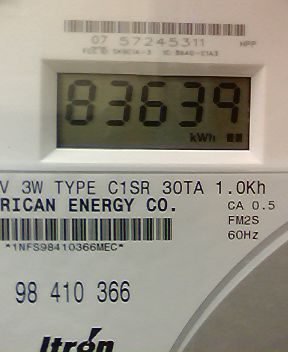 07 57245311 HPP
83639
kWh
V 3W TYPE C1SR 30TA 1.0Kh
RICAN ENERGY CO. CA 0.5
FM2S
60Hz
*1NFS98410366MEC*
98 410 366
Itron